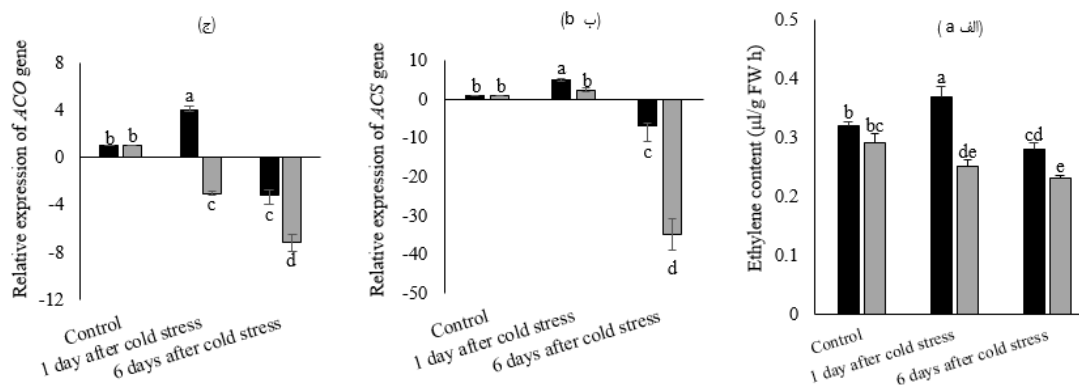 (ج)
Relative expression of ACO gene
8
4
0
-4
-8
-12
b b
a
c
c
d
Control
1 day after cold stress
6 days after cold stress
(b ب)
Relative expression of ACS gene
10
0
-10
-20
-30
-40
-50
b b
a b
c
d
Control
1 day after cold stress
6 days after cold stress
(a الف)
Ethylene content (µl/g FW h)
0.5
0.4
0.3
0.2
0.1
0
b bc
a
de
cd
e
Control
1 day after cold stress
6 days after cold stress